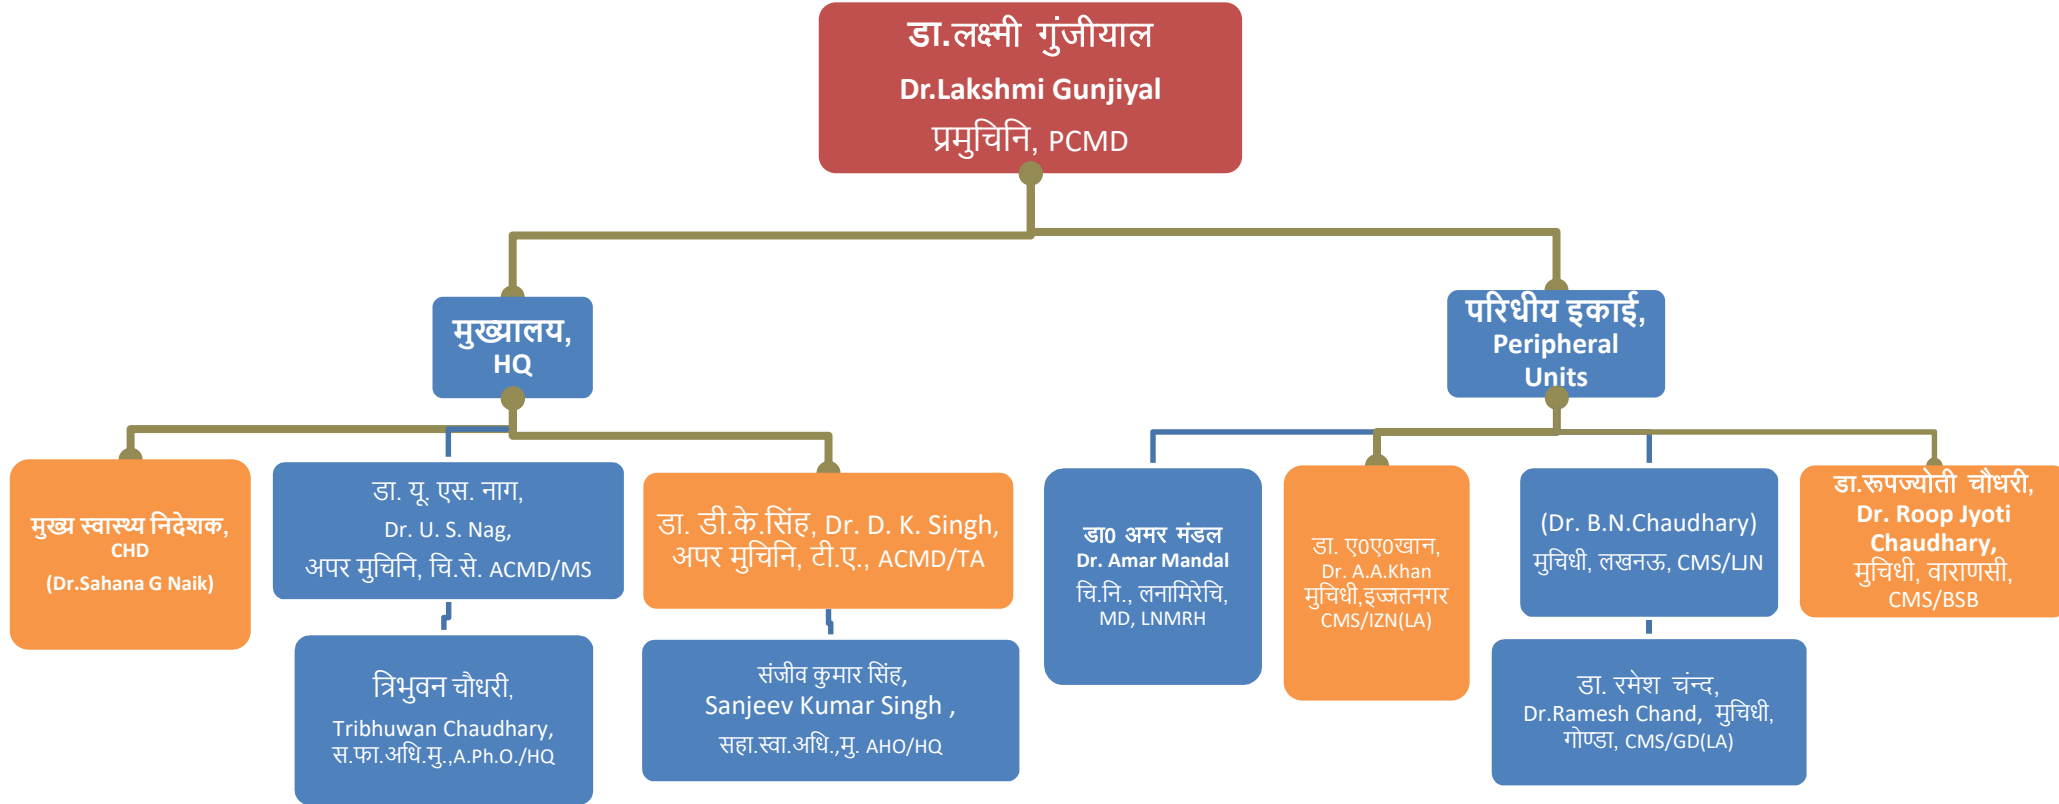 डा.लक्ष्मी गुंजीयाल
Dr.Lakshmi Gunjiyal
प्रमुचिनि, PCMD
मुख्यालय,
HQ
परिधीय इकाई,
Peripheral
Units
मुख्य स्वास्थ्य निदेशक,
CHD
(Dr.Sahana G Naik)
डा. यू. एस. नाग,
Dr. U. S. Nag,
अपर मुचिनि, चि.से. ACMD/MS
डा. डी.के.सिंह, Dr. D. K. Singh,
अपर मुचिनि, टी.ए., ACMD/TA
डा0 अमर मंडल
Dr. Amar Mandal
चि.नि., लनामिरेचि,
MD, LNMRH
डा. ए0ए0खान,
Dr. A.A.Khan
मुचिधी,इज्जतनगर
CMS/IZN(LA)
(Dr. B.N.Chaudhary)
मुचिधी, लखनऊ, CMS/LJN
डा.रूपज्योती चौधरी,
Dr. Roop Jyoti
Chaudhary,
मुचिधी, वाराणसी,
CMS/BSB
त्रिभुवन चौधरी,
Tribhuwan Chaudhary,
स.फा.अधि.मु.,A.Ph.O./HQ
संजीव कुमार सिंह,
Sanjeev Kumar Singh ,
सहा.स्वा.अधि.,मु. AHO/HQ
डा. रमेश चंन्द,
Dr.Ramesh Chand, मुचिधी,
गोण्डा, CMS/GD(LA)